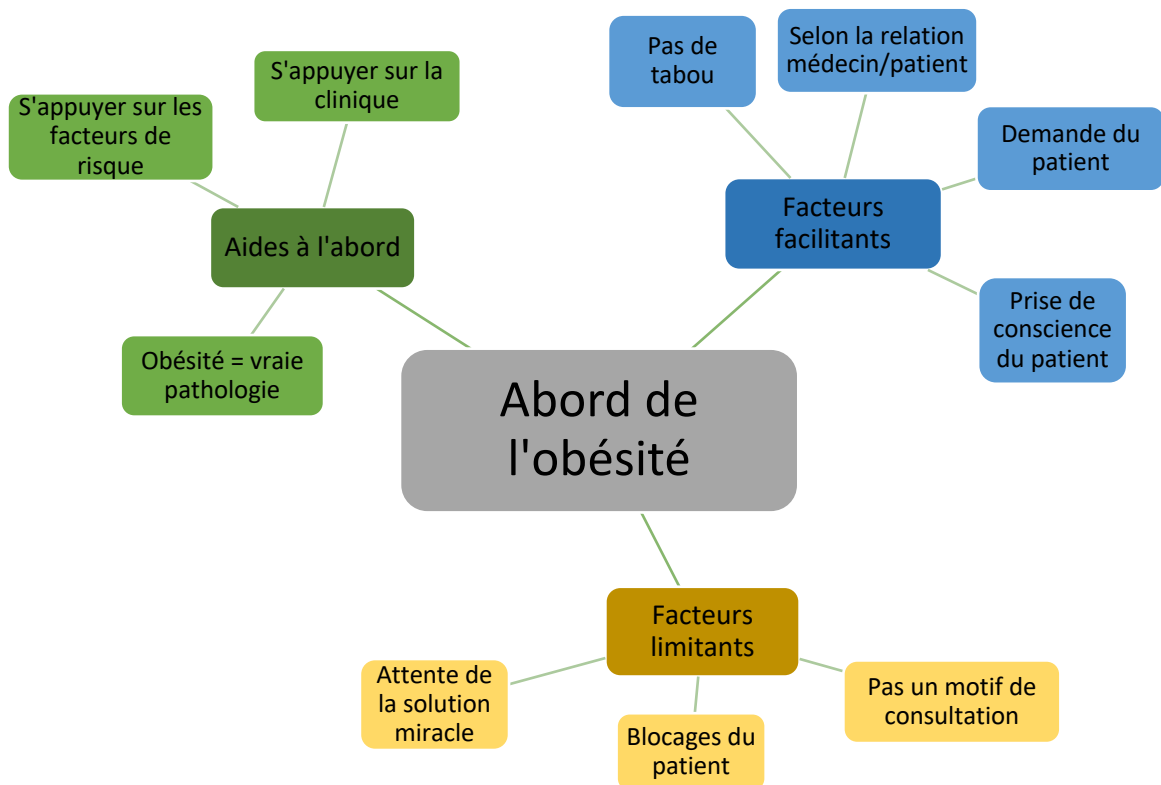 S'appuyer sur la
clinique
S'appuyer sur les
facteurs de
risque
Aides à l'abord
Obésité = vraie
pathologie
Pas de
tabou
Selon la relation
médecin/patient
Demande du
patient
Facteurs
facilitants
Prise de
conscience
du patient
Abord de
l'obésité
Facteurs
limitants
Attente de
la solution
miracle
Blocages du
patient
Pas un motif de
consultation